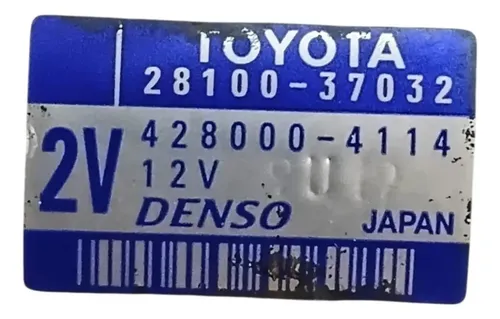 TOYOTA
28100-37032
2V
428000-4114
12V
DENSO
JAPAN